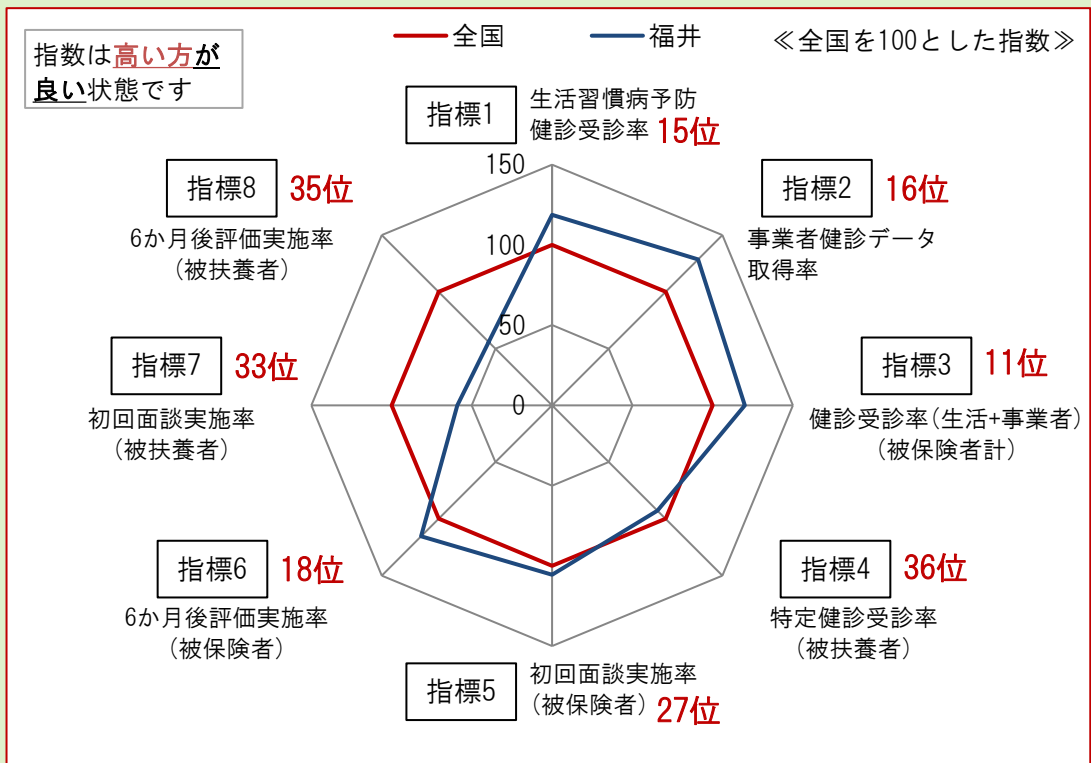 指数は高い方が
良い状態です
全国
福井
≪全国を100とした指数≫
指標1
生活習慣病予防
健診受診率 15位
指標2
16位
事業者健診データ
取得率
指標3
11位
健診受診率(生活+事業者)
(被保険者計)
指標4
36位
特定健診受診率
(被扶養者)
指標5
初回面談実施率
(被保険者) 27位
指標6
18位
6か月後評価実施率
(被保険者)
指標7
33位
初回面談実施率
(被扶養者)
指標8
35位
6か月後評価実施率
(被扶養者)
150
100
50
0